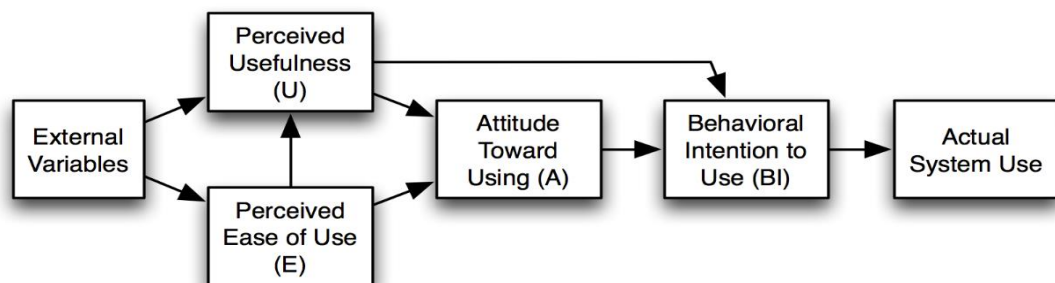 External
Variables
Perceived
Usefulness
(U)
Perceived
Ease of Use
(E)
Attitude
Toward
Using (A)
Behavioral
Intention to
Use (BI)
Actual
System Use